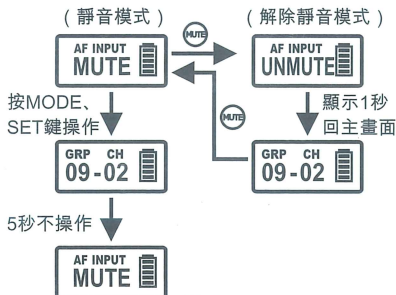 (靜音模式)
(解除靜音模式)
MUTE
AF INPUT
MUTE
AF INPUT
UNMUTE
按MODE、
SET鍵操作
MUTE
顯示1秒
回主畫面
GRP CH
09-02
GRP CH
09-02
5秒不操作
AF INPUT
MUTE